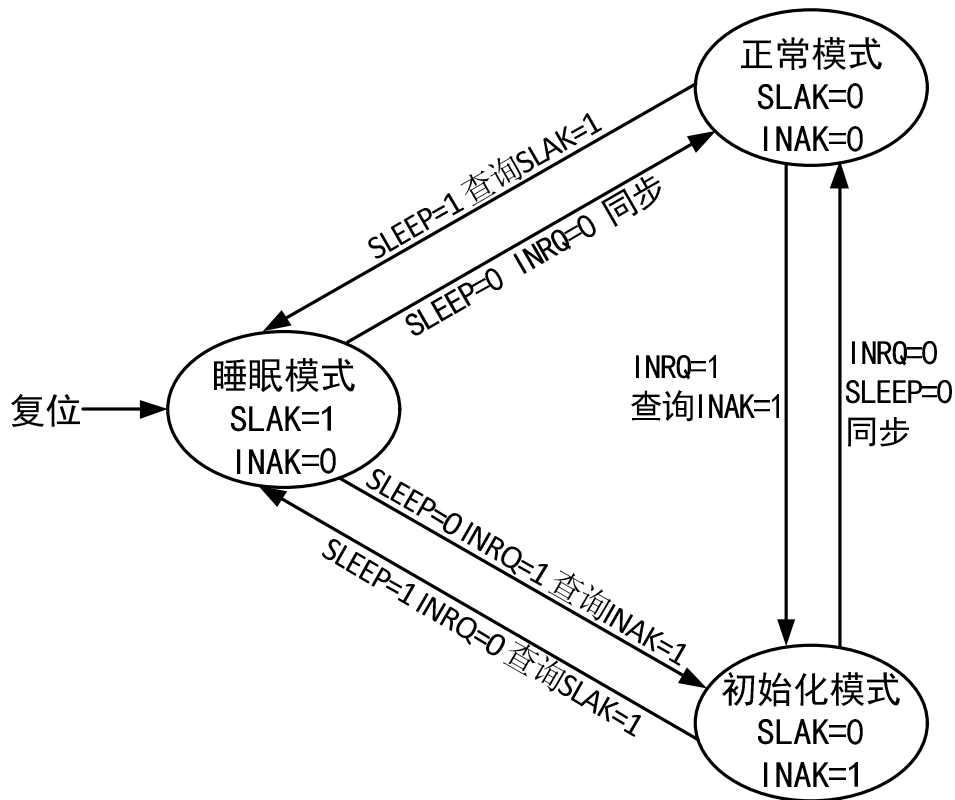 正常模式
SLAK=0
INAK=0
SLEEP=1 查询SLAK=1
SLEEP=0 INRQ=0 同步
睡眠模式
SLAK=1
INAK=0
复位
INRQ=1
查询INAK=1
INRQ=0
SLEEP=0
同步
SLEEP=0 INRQ=1 查询INAK=1
SLEEP=1 INRQ=0 查询SLAK=1
初始化模式
SLAK=0
INAK=1